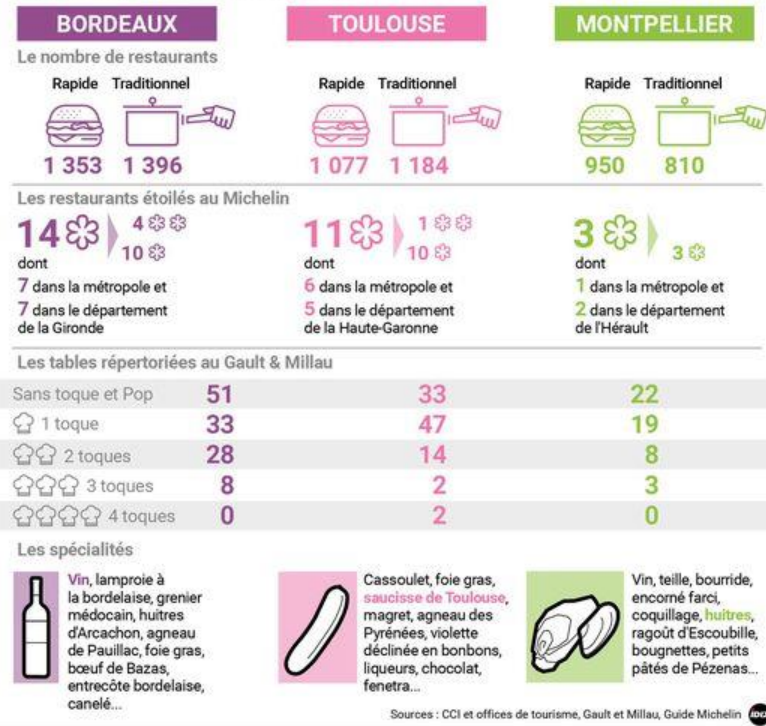 BORDEAUX TOULOUSE MONTPELLIER
Le nombre de restaurants
Rapide Traditionnel Rapide Traditionnel Rapide Traditionnel
1 353 1 396 1 077 1 184 950 810
Les restaurants étoilés au Michelin
14 4
10
dont
7 dans la métropole et
7 dans le département
de la Gironde
11 1
10
dont
6 dans la métropole et
5 dans le département
de la Haute-Garonne
3 3
dont
1 dans la métropole et
2 dans le département
de l'Hérault
Les tables répertoriées au Gault & Millau
Sans toque et Pop 51 33 22
1 toque 33 47 19
2 toques 28 14 8
3 toques 8 2 3
4 toques 0 2 0
Les spécialités
Vin, lamproie à
la bordelaise, grenier
médocain, huitres
d'Arcachon, agneau
de Pauillac, foie gras,
bœuf de Bazas,
entrecôte bordelaise,
canelé...
Cassoulet, foie gras,
saucisse de Toulouse,
magret, agneau des
Pyrénées, violette
déclinée en bonbons,
liqueurs, chocolat,
fenetra...
Vin, teille, bourride,
encorné farci,
coquillage, huîtres,
ragoût d'Escoubille,
bougnettes, petits
pâtés de Pézenas...
Sources : CCI et offices de tourisme, Gault et Millau, Guide Michelin